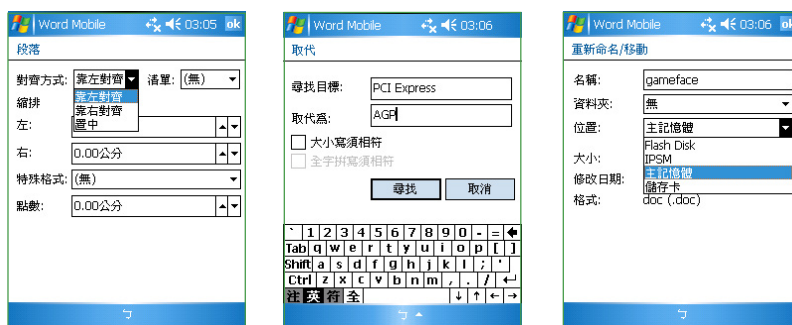 Word Mobile 03:05 ok
段落
對齊方式: 靠左對齊 清單: (無)
靠左對齊
靠右對齊
置中
縮排
左:
右: 0.00公分
特殊格式: (無)
點數: 0.00公分
ㄅ
Word Mobile 03:06
取代
尋找目標: PCI Express
取代為: AGP
大小寫須相符
全字拼寫須相符
尋找 取消
` 1 2 3 4 5 6 7 8 9 0 - =
Tab q w e r t y u i o p [ ]
Shift a s d f g h j k l ; '
Ctrl z x c v b n m , . /
注 英 符 全
ㄅ
Word Mobile 03:06 ok
重新命名/移動
名稱: gameface
資料夾: 無
位置: 主記憶體
Flash Disk
IPSM
主記憶體
儲存卡
大小:
修改日期:
格式: doc (.doc)
ㄅ